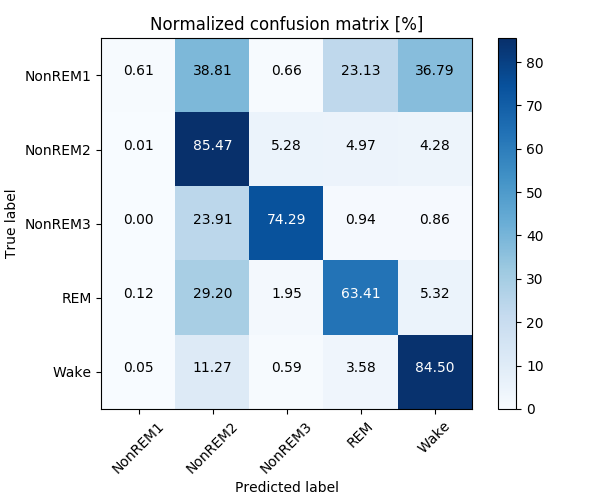 Normalized confusion matrix [%]
True label
NonREM1 0.61 38.81 0.66 23.13 36.79
NonREM2 0.01 85.47 5.28 4.97 4.28
NonREM3 0.00 23.91 74.29 0.94 0.86
REM 0.12 29.20 1.95 63.41 5.32
Wake 0.05 11.27 0.59 3.58 84.50
NonREM1 NonREM2 NonREM3 REM Wake
Predicted label
80
70
60
50
40
30
20
10
0